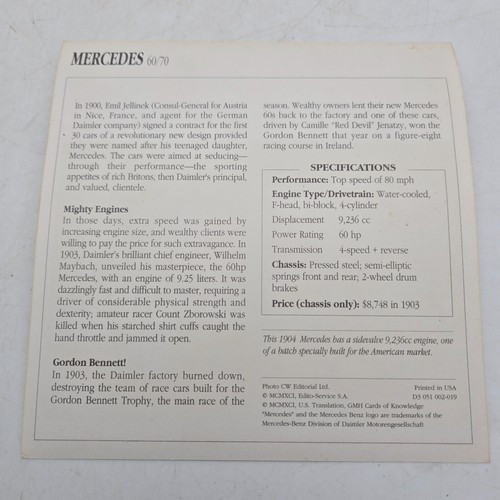 MERCEDES 60/70
In 1900, Emil Jellinek (Consul-General for Austria
in Nice, France, and agent for the German
Daimler company) signed a contract for the first
30 cars of a revolutionary new design provided
they were named after his teenaged daughter,
Mercedes. The cars were aimed at seducing—
through their performance—the sporting
appetites of rich Britons, then Daimler's principal,
and valued, clientele.
Mighty Engines
In those days, extra speed was gained by
increasing engine size, and wealthy clients were
willing to pay the price for such extravagance. In
1903, Daimler's brilliant chief engineer, Wilhelm
Maybach, unveiled his masterpiece, the 60hp
Mercedes, with an engine of 9.25 liters. It was
dazzlingly fast and difficult to master, requiring a
driver of considerable physical strength and
dexterity; amateur racer Count Zborowski was
killed when his starched shirt cuffs caught the
hand throttle and jammed it open.
Gordon Bennett!
In 1903, the Daimler factory burned down,
destroying the team of race cars built for the
Gordon Bennett Trophy, the main race of the
season. Wealthy owners lent their new Mercedes
60s back to the factory and one of these cars,
driven by Camille "Red Devil" Jenatzy, won the
Gordon Bennett that year on a figure-eight
racing course in Ireland.
SPECIFICATIONS
Performance: Top speed of 80 mph
Engine Type/Drivetrain: Water-cooled,
F-head, bi-block, 4-cylinder
Displacement 9,236 cc
Power Rating 60 hp
Transmission 4-speed + reverse
Chassis: Pressed steel; semi-elliptic
springs front and rear; 2-wheel drum
brakes
Price (chassis only): $8,748 in 1903
This 1904 Mercedes has a sidevalve 9,236cc engine, one
of a batch specially built for the American market.
Photo CW Editorial Ltd. Printed in USA
© MCMXCI, Edito-Service S.A. D3 051 002-019
© MCMXCI, U.S. Translation, GMH Cards of Knowledge
"Mercedes" and the Mercedes Benz logo are trademarks of the
Mercedes-Benz Division of Daimler Motorengesellschaft